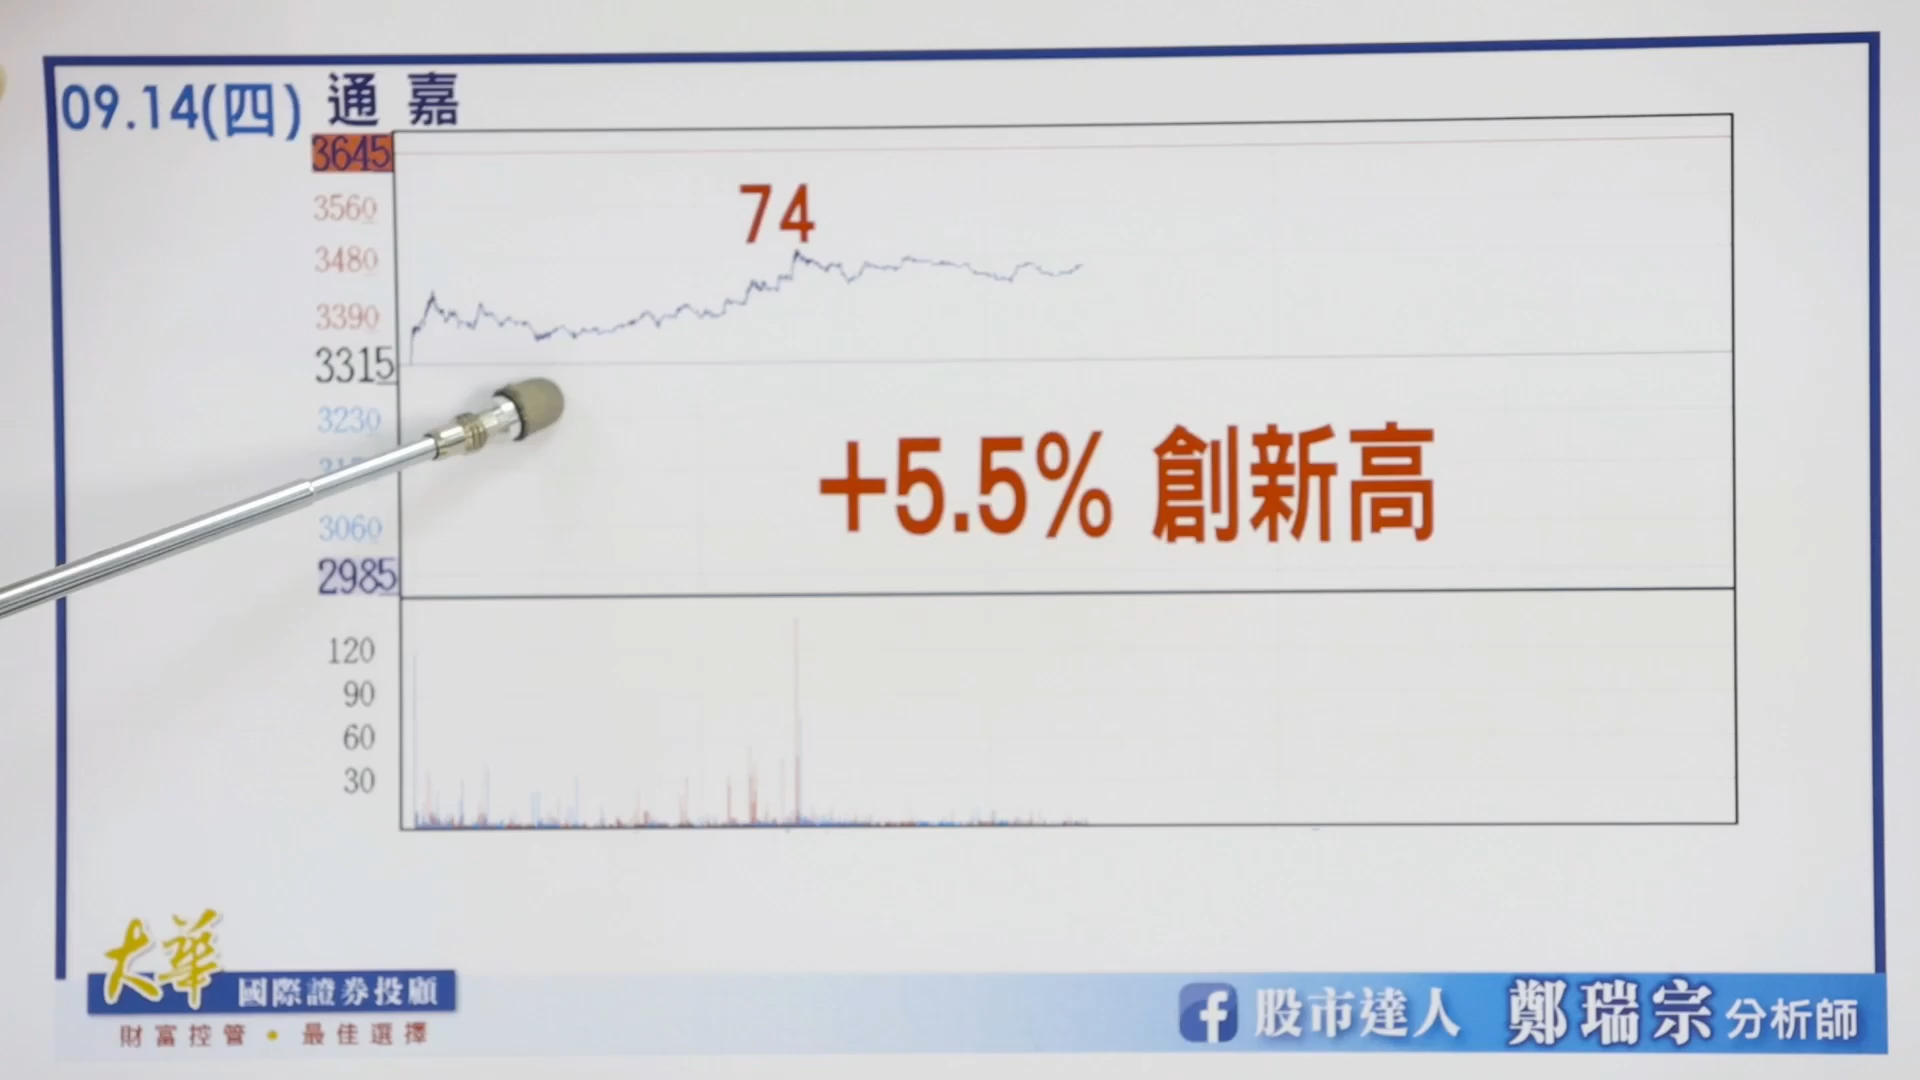 09.14(四) 通 嘉
3645
3560
3480
3390
3315
3230
3060
2985
74
+5.5% 創新高
120
90
60
30
大華
國際證券投顧
財富控管・最佳選擇
f 股市達人 鄭瑞宗 分析師